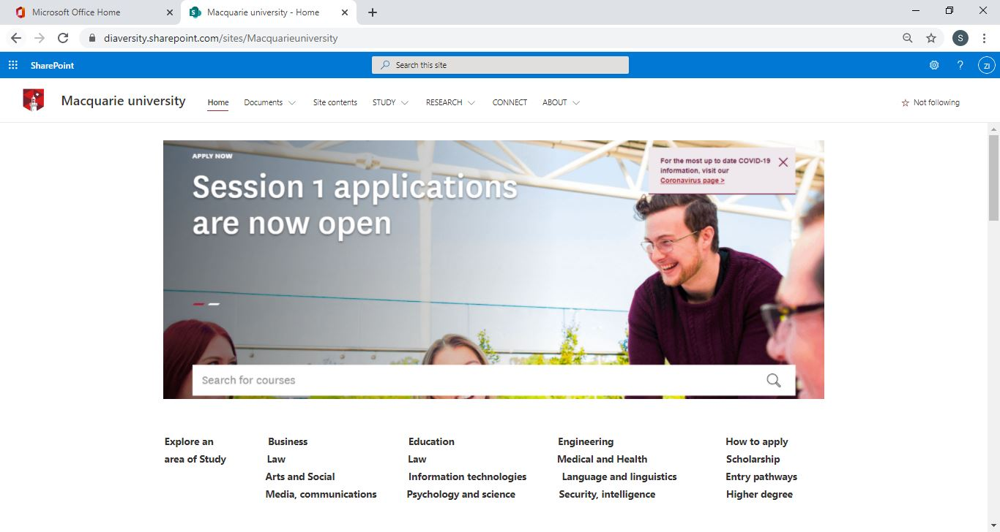 Microsoft Office Home
Macquarie university - Home
diaversity.sharepoint.com/sites/Macquarieuniversity
S
SharePoint
Search this site
?
ZI
Macquarie university
Home
Documents
Site contents
STUDY
RESEARCH
CONNECT
ABOUT
Not following
APPLY NOW
Session 1 applications
are now open
For the most up to date COVID-19
information, visit our
Coronavirus page >
Search for courses
Explore an Business Education Engineering How to apply
area of Study Law Law Medical and Health Scholarship
Arts and Social Information technologies Language and linguistics Entry pathways
Media, communications Psychology and science Security, intelligence Higher degree